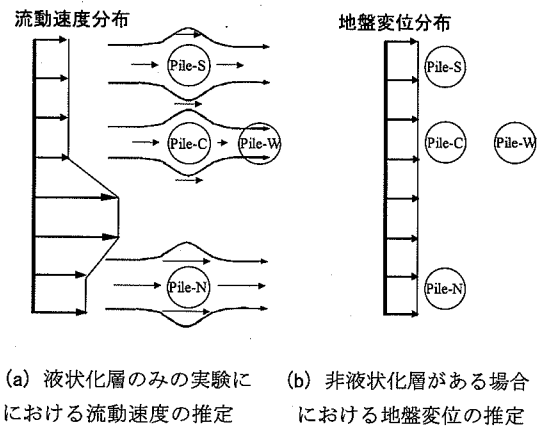 流動速度分布
Pile-S
Pile-C
Pile-W
Pile-N
地盤変位分布
Pile-S
Pile-C
Pile-W
Pile-N
(a) 液状化層のみの実験に
における流動速度の推定
(b) 非液状化層がある場合
における地盤変位の推定